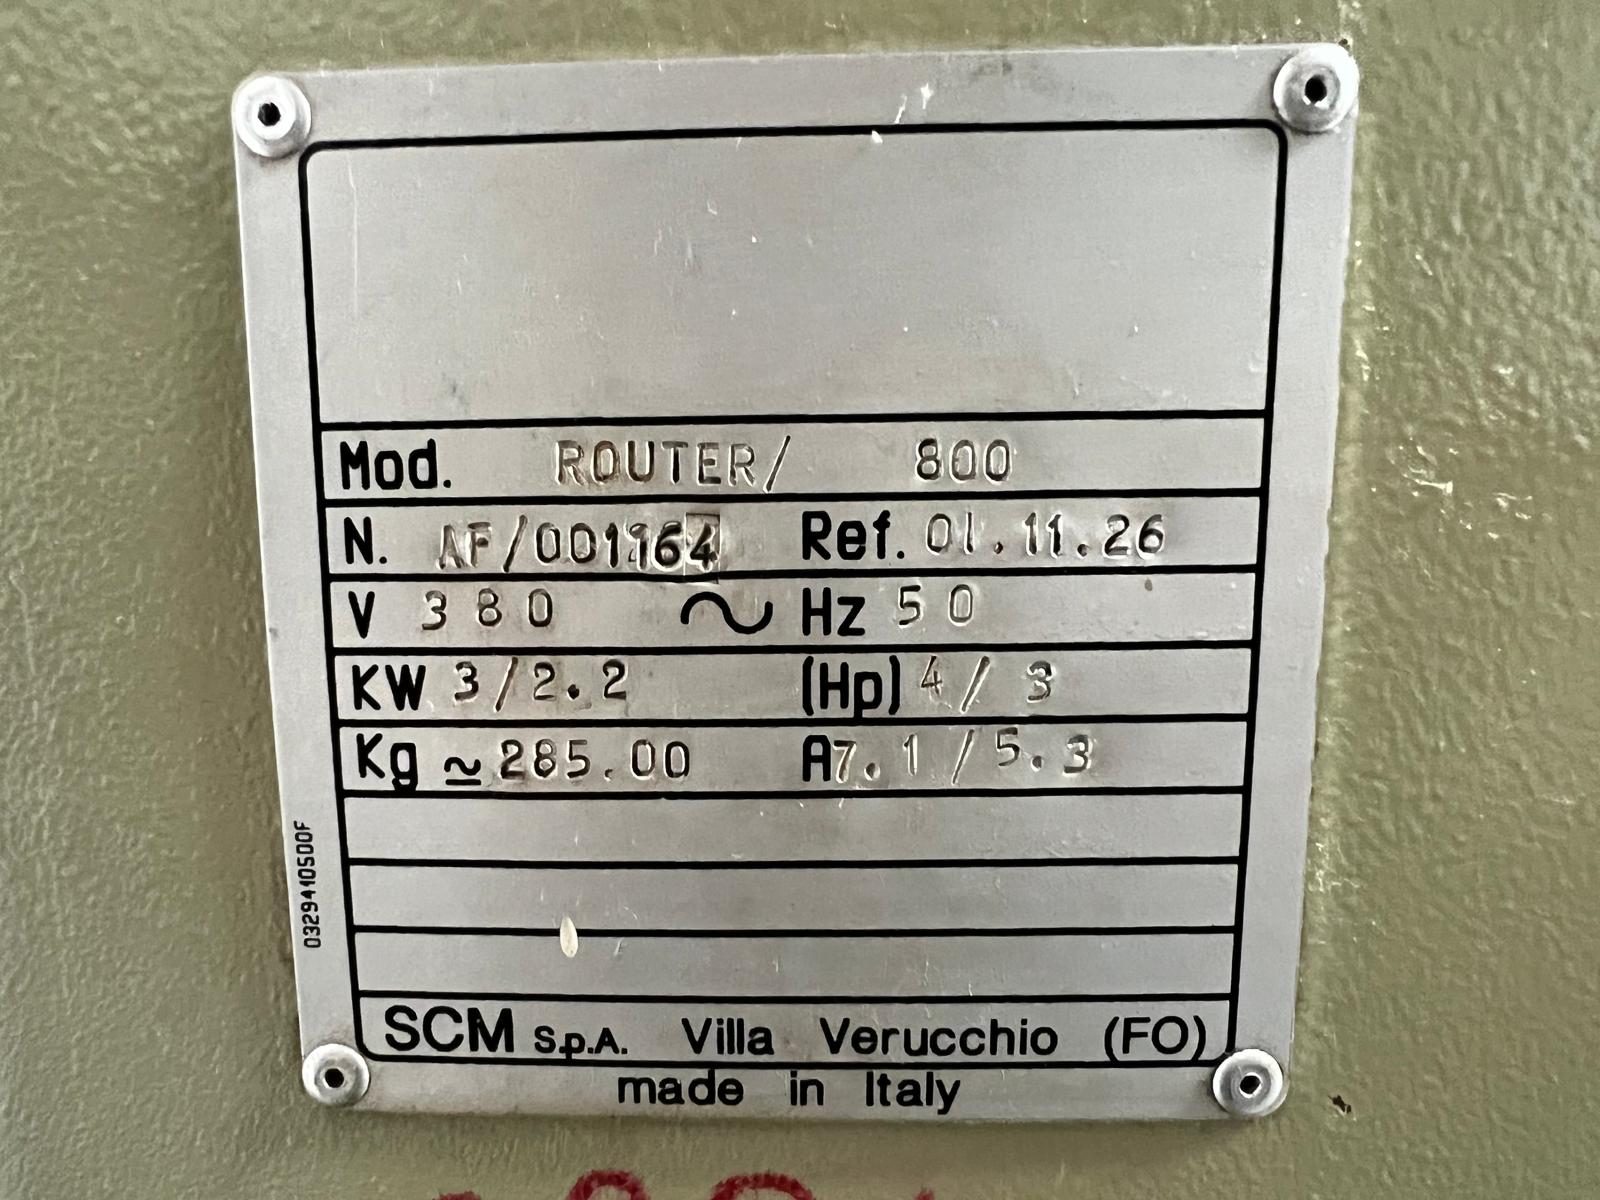 Mod. ROUTER/ 800
N. AF/001164 Ref. 01.11.26
V 380 ~ Hz 50
KW 3/2.2 (Hp) 4/ 3
Kg ≃ 285.00 A 7.1/5.3
0329410500F
SCM S.p.A. Villa Verucchio (FO)
made in Italy